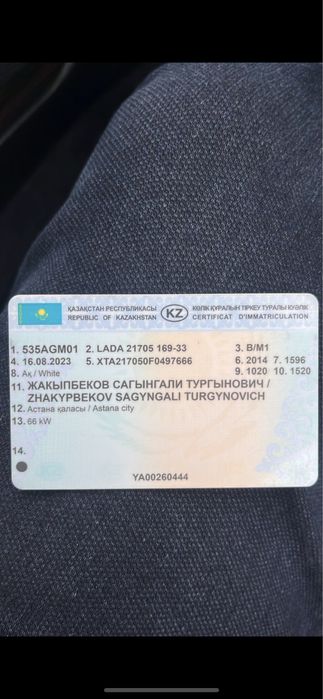 ҚАЗАҚСТАН РЕСПУБЛИКАСЫ KZ КӨЛІК ҚҰРАЛЫН ТІРКЕУ ТУРАЛЫ КУӘЛІК
REPUBLIC OF KAZAKHSTAN CERTIFICAT D'IMMATRICULATION
1. 535AGM01 2. LADA 21705 169-33 3. B/M1
4. 16.08.2023 5. XTA217050F0497666 6. 2014 7. 1596
8. Ақ / White 9. 1020 10. 1520
11. ЖАКЫПБЕКОВ САГЫНГАЛИ ТУРГЫНОВИЧ /
ZHAKYPBEKOV SAGYNGALI TURGYNOVICH
12. Астана қаласы / Astana city
13. 66 kW
14.
YA00260444